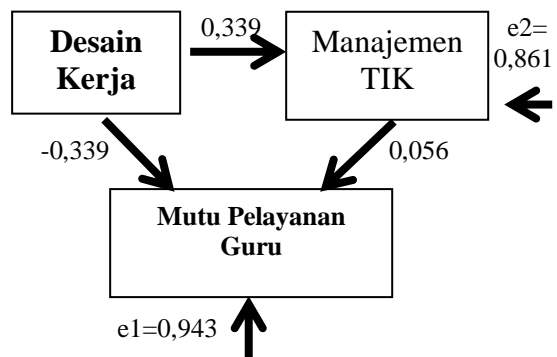 Desain
Kerja
0,339
Manajemen
TIK
e2=
0,861
-0,339
0,056
Mutu Pelayanan
Guru
e1=0,943